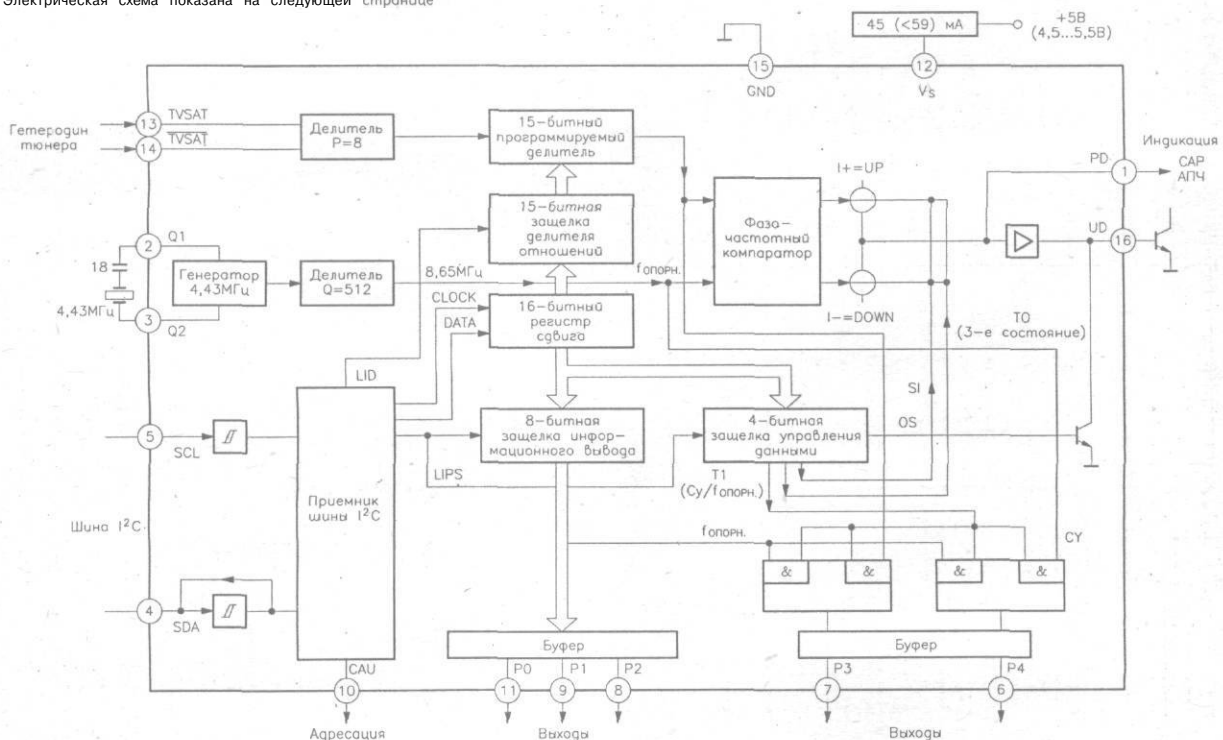 Электрическая схема показана на следующей странице
45 (<59) мА
+5В
(4,5...5,5В)
15
GND
12
Vs
Гетеродин
тюнера
13
TVSAT
14
TVSAT
Делитель
P=8
15-битный
программируемый
делитель
Индикация
PD
1
САР
АПЧ
I+=UP
15-битная
защелка
делителя
отношений
Фазо-
частотный
компаратор
UD
16
2
Q1
18
4,43МГц
Генератор
4,43МГц
Делитель
Q=512
8,65МГц
fопорн.
3
Q2
CLOCK
DATA
16-битный
регистр
сдвига
I-=DOWN
TO
(3-е состояние)
LID
SI
5
SCL
8-битная
защелка инфор-
мационного вывода
4-битная
защелка управления
данными
OS
LIPS
T1
(Cy/fопорн.)
Приемник
шины I²C
Шина I²C
fопорн.
CY
&
&
&
&
4
SDA
Буфер
Буфер
CAU
P0
P1
P2
P3
P4
10
11
9
8
7
6
Адресация
Выходы
Выходы